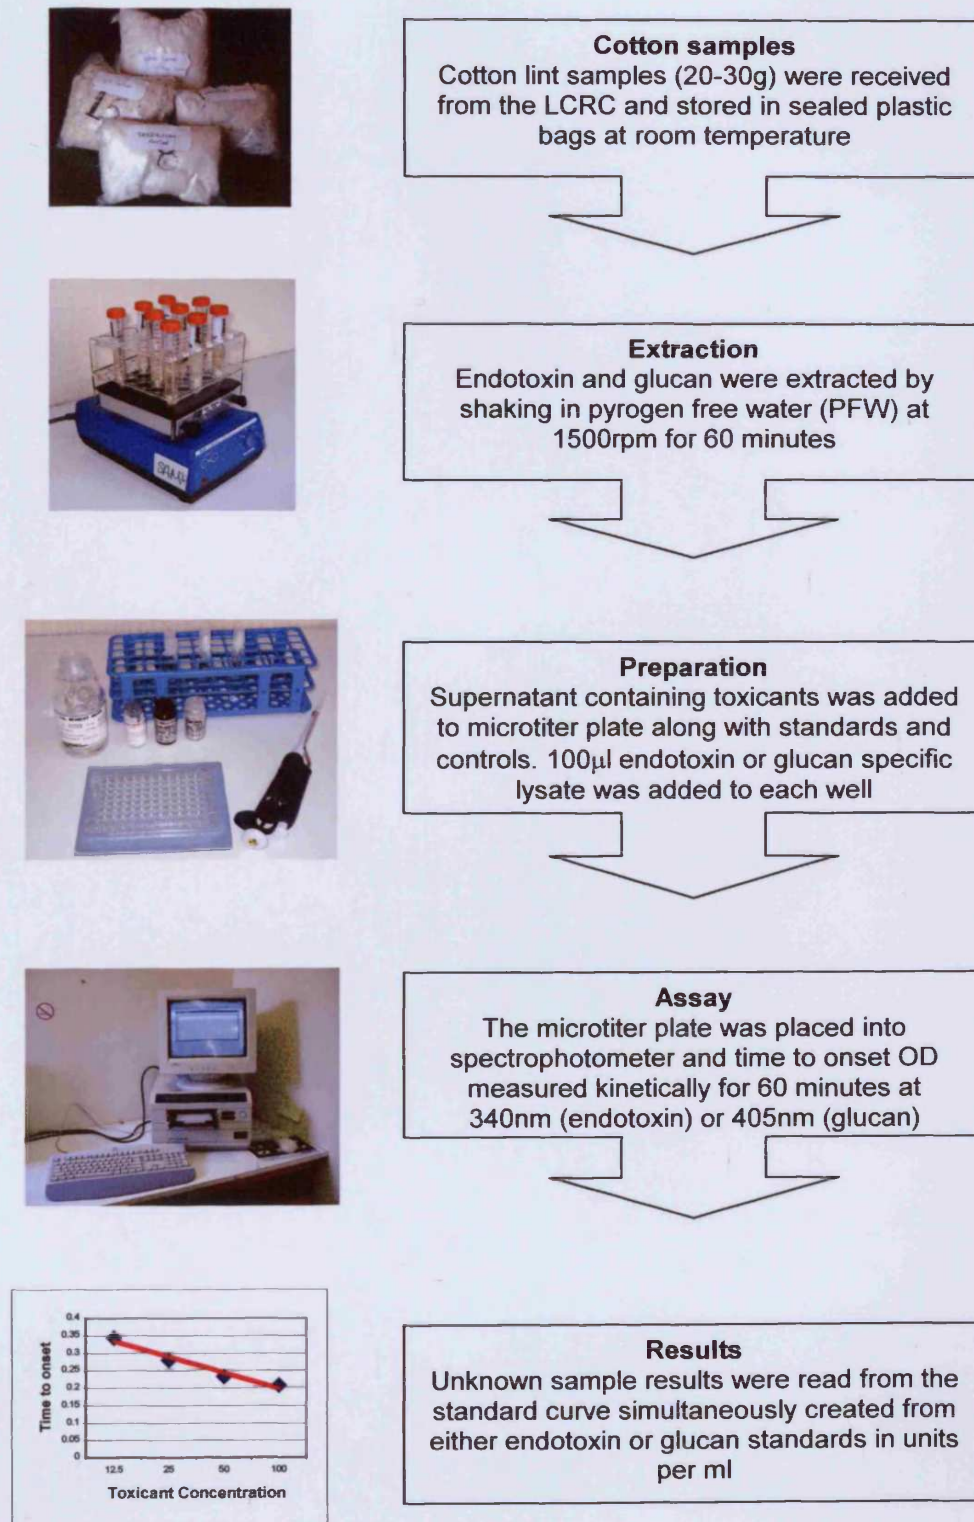 Cotton samples
Cotton lint samples (20-30g) were received
from the LCRC and stored in sealed plastic
bags at room temperature
Extraction
Endotoxin and glucan were extracted by
shaking in pyrogen free water (PFW) at
1500rpm for 60 minutes
Preparation
Supernatant containing toxicants was added
to microtiter plate along with standards and
controls. 100µl endotoxin or glucan specific
lysate was added to each well
Assay
The microtiter plate was placed into
spectrophotometer and time to onset OD
measured kinetically for 60 minutes at
340nm (endotoxin) or 405nm (glucan)
0.4
0.35
0.3
0.25
0.2
0.15
0.1
0.05
0
Time to onset
12.5 25 50 100
Toxicant Concentration
Results
Unknown sample results were read from the
standard curve simultaneously created from
either endotoxin or glucan standards in units
per ml